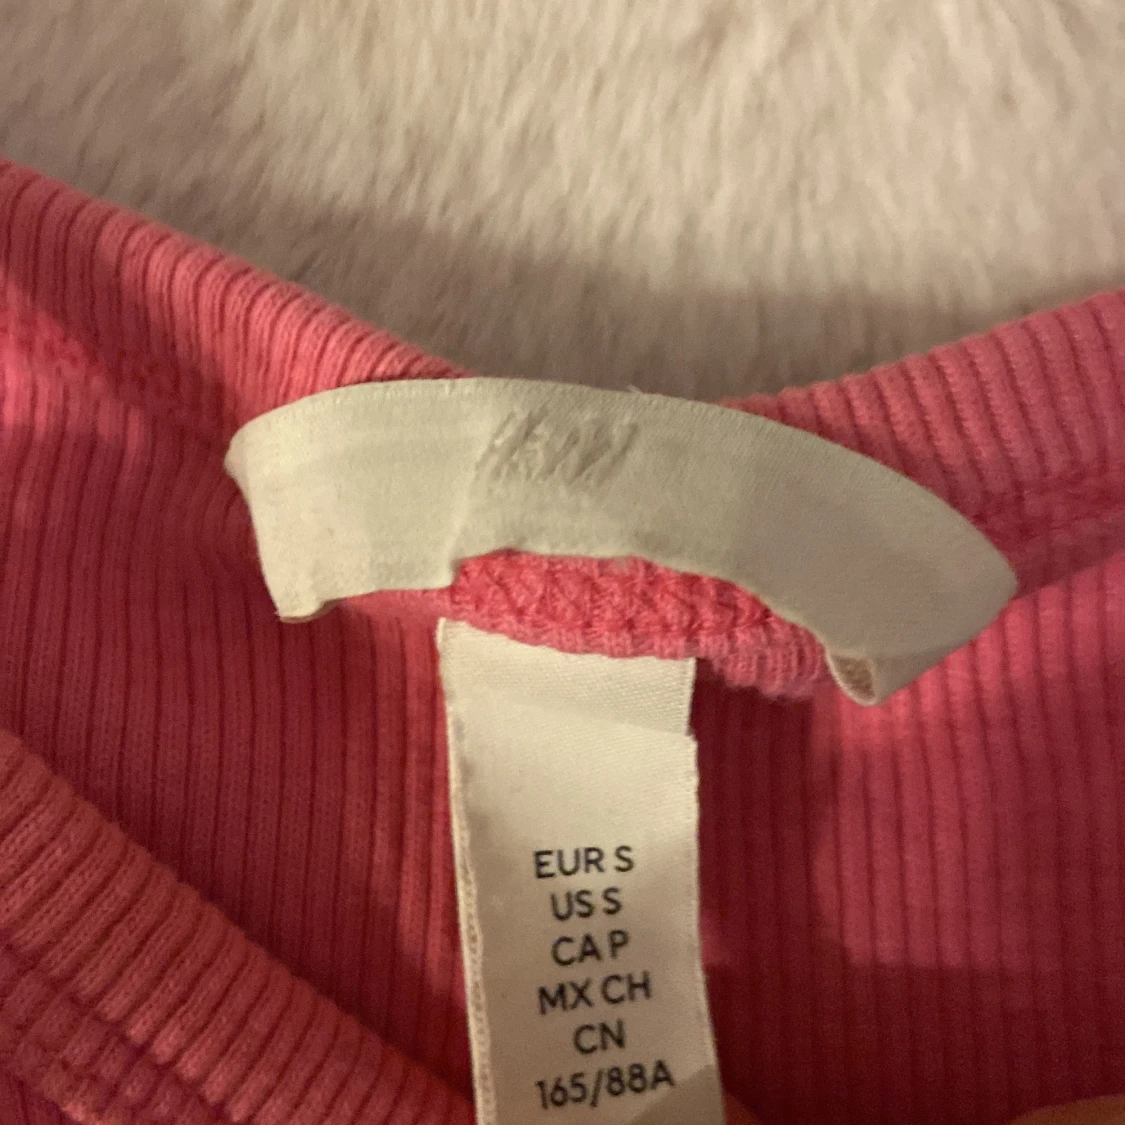 EUR S
US S
CA P
MX CH
CN
165/88A